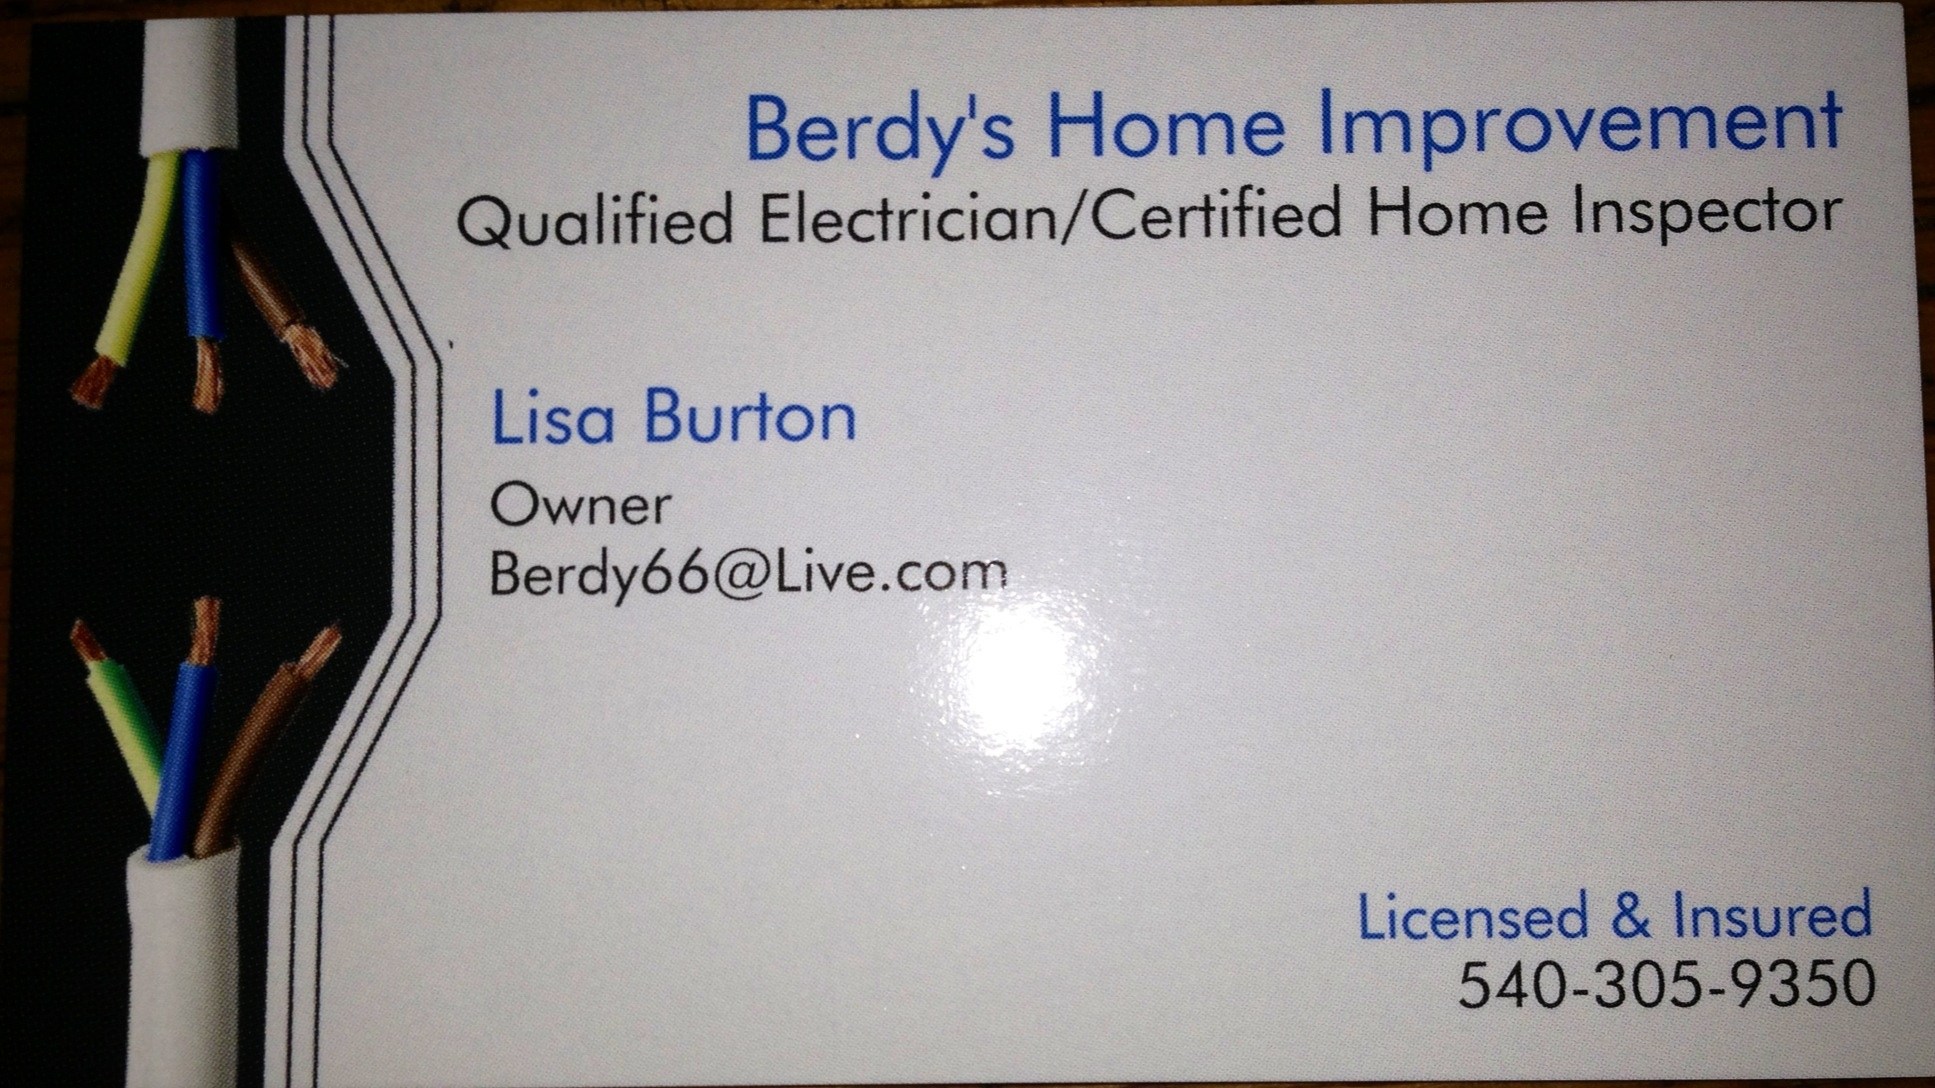 Berdy's Home Improvement
Qualified Electrician/Certified Home Inspector
Lisa Burton
Owner
Berdy66@Live.com
Licensed & Insured
540-305-9350